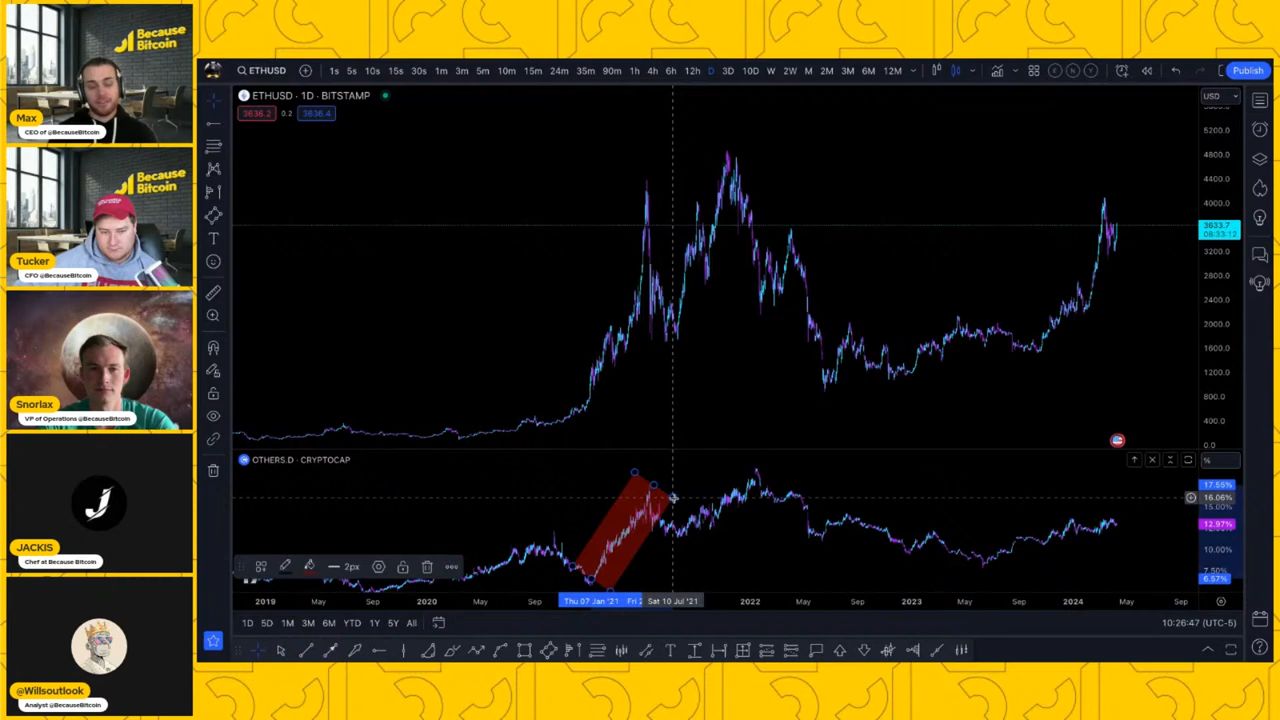 Because
Bitcoin
Max
CEO of @BecauseBitcoin
Because
Bitcoin
Tucker
CFO @BecauseBitcoin
Snorlax
VP of Operations @BecauseBitcoin
JACKIS
Chef at Because Bitcoin
@Willsoutlook
Analyst @BecauseBitcoin
ETHUSD 1s 5s 10s 15s 30s 1m 3m 5m 10m 15m 24m 35m 90m 1h 4h 6h 12h D 3D 10D W 2W M 2M 3M 6M 12M E N Y Publish
ETHUSD · 1D · BITSTAMP
3636.2 0.2 3636.4
USD
5200.0
4800.0
4400.0
4000.0
3633.7
08:33:12
3200.0
2800.0
2400.0
2000.0
1600.0
1200.0
800.0
400.0
0.0
OTHERS.D · CRYPTOCAP
%
17.55%
16.06%
15.00%
12.97%
10.00%
7.50%
6.57%
2px
2019 May Sep 2020 May Sep Thu 07 Jan '21 Fri 2 Sat 10 Jul '21 2022 May Sep 2023 May Sep 2024 May Sep
1D 5D 1M 3M 6M YTD 1Y 5Y All
10:26:47 (UTC-5)